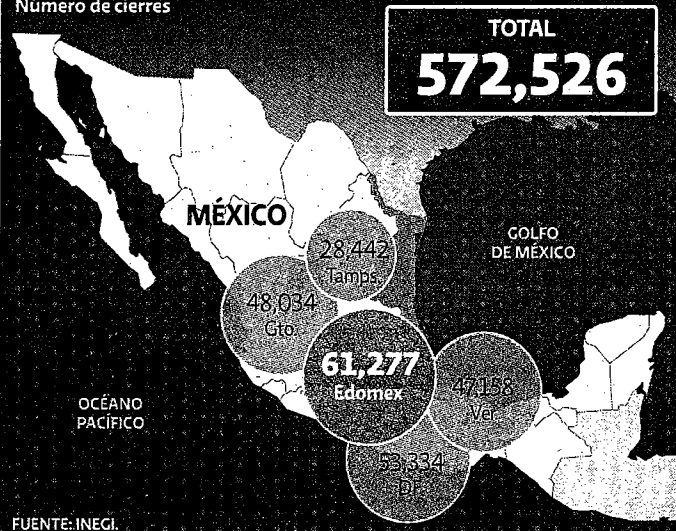 Número de cierres
TOTAL
572,526
MÉXICO
GOLFO
DE MÉXICO
28,442
Tamps.
48,034
Gto.
61,277
Edomex
47,158
Ver.
OCÉANO
PACÍFICO
53,334
DF.
FUENTE: INEGI.